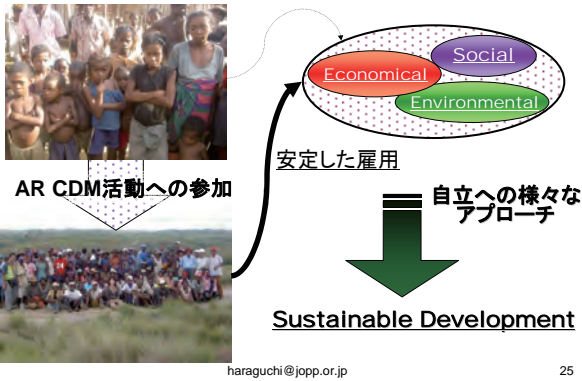 Social
Economical
Environmental
安定した雇用
AR CDM活動への参加
自立への様々な
アプローチ
Sustainable Development
haraguchi@jopp.or.jp
25